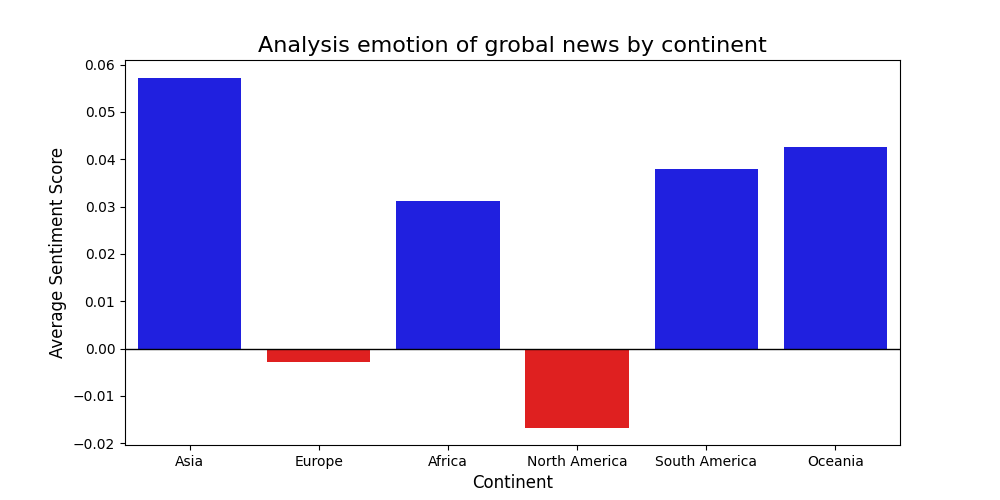 Analysis emotion of grobal news by continent
Average Sentiment Score
0.06
0.05
0.04
0.03
0.02
0.01
0.00
−0.01
−0.02
Asia Europe Africa North America South America Oceania
Continent